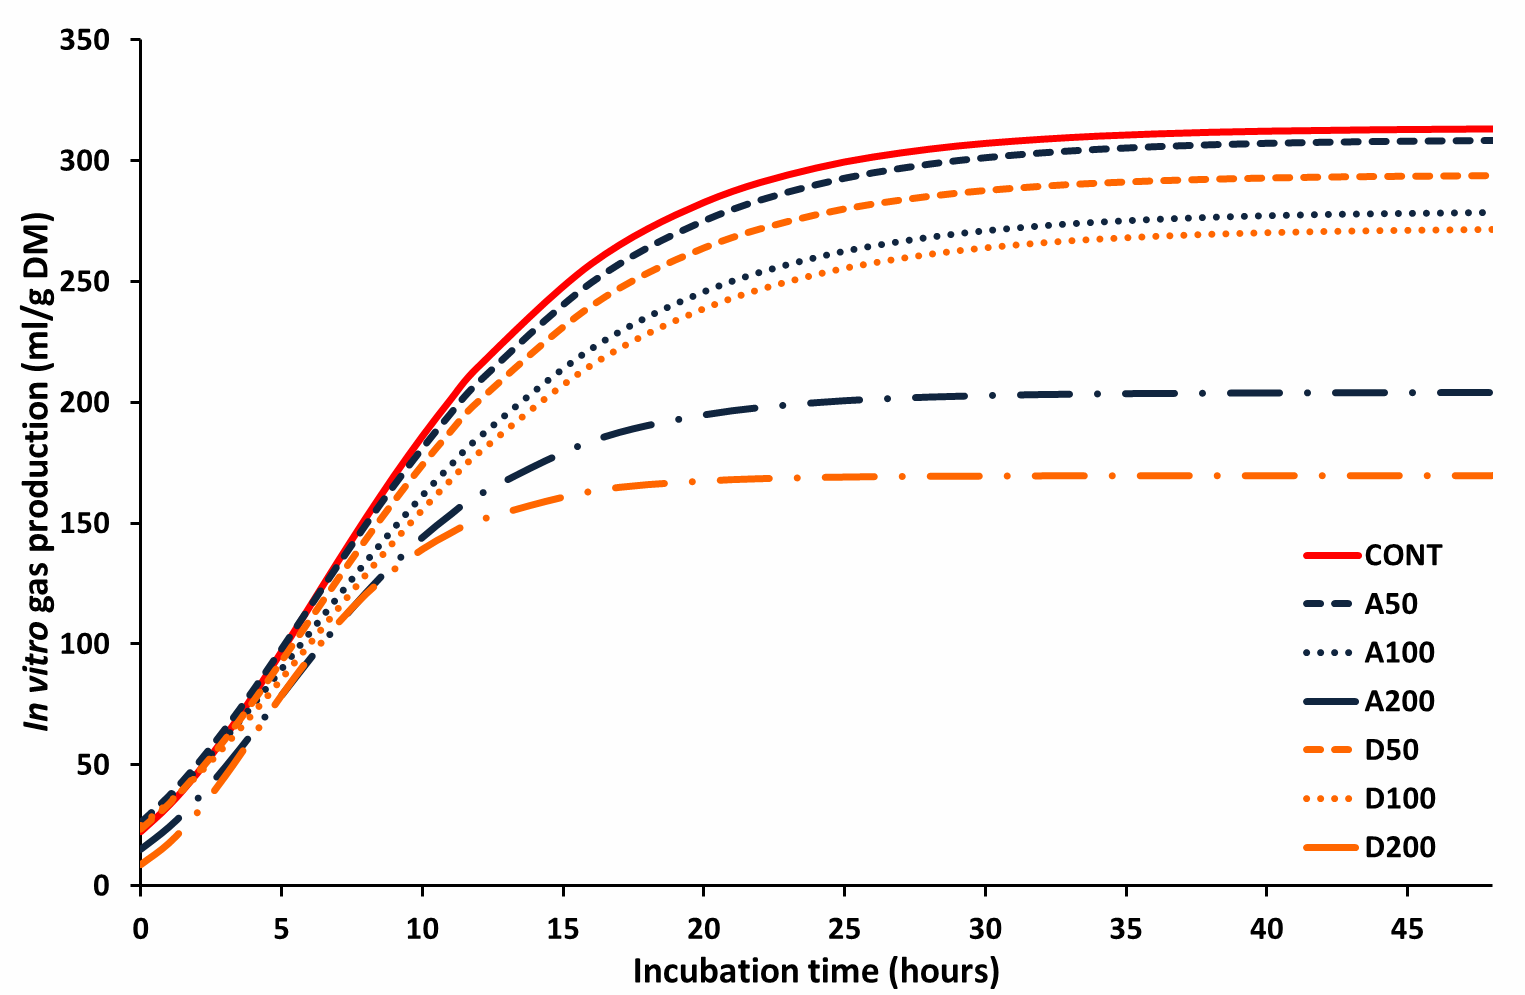 350
300
250
200
150
100
50
0
In vitro gas production (ml/g DM)
CONT
A50
A100
A200
D50
D100
D200
0 5 10 15 20 25 30 35 40 45
Incubation time (hours)